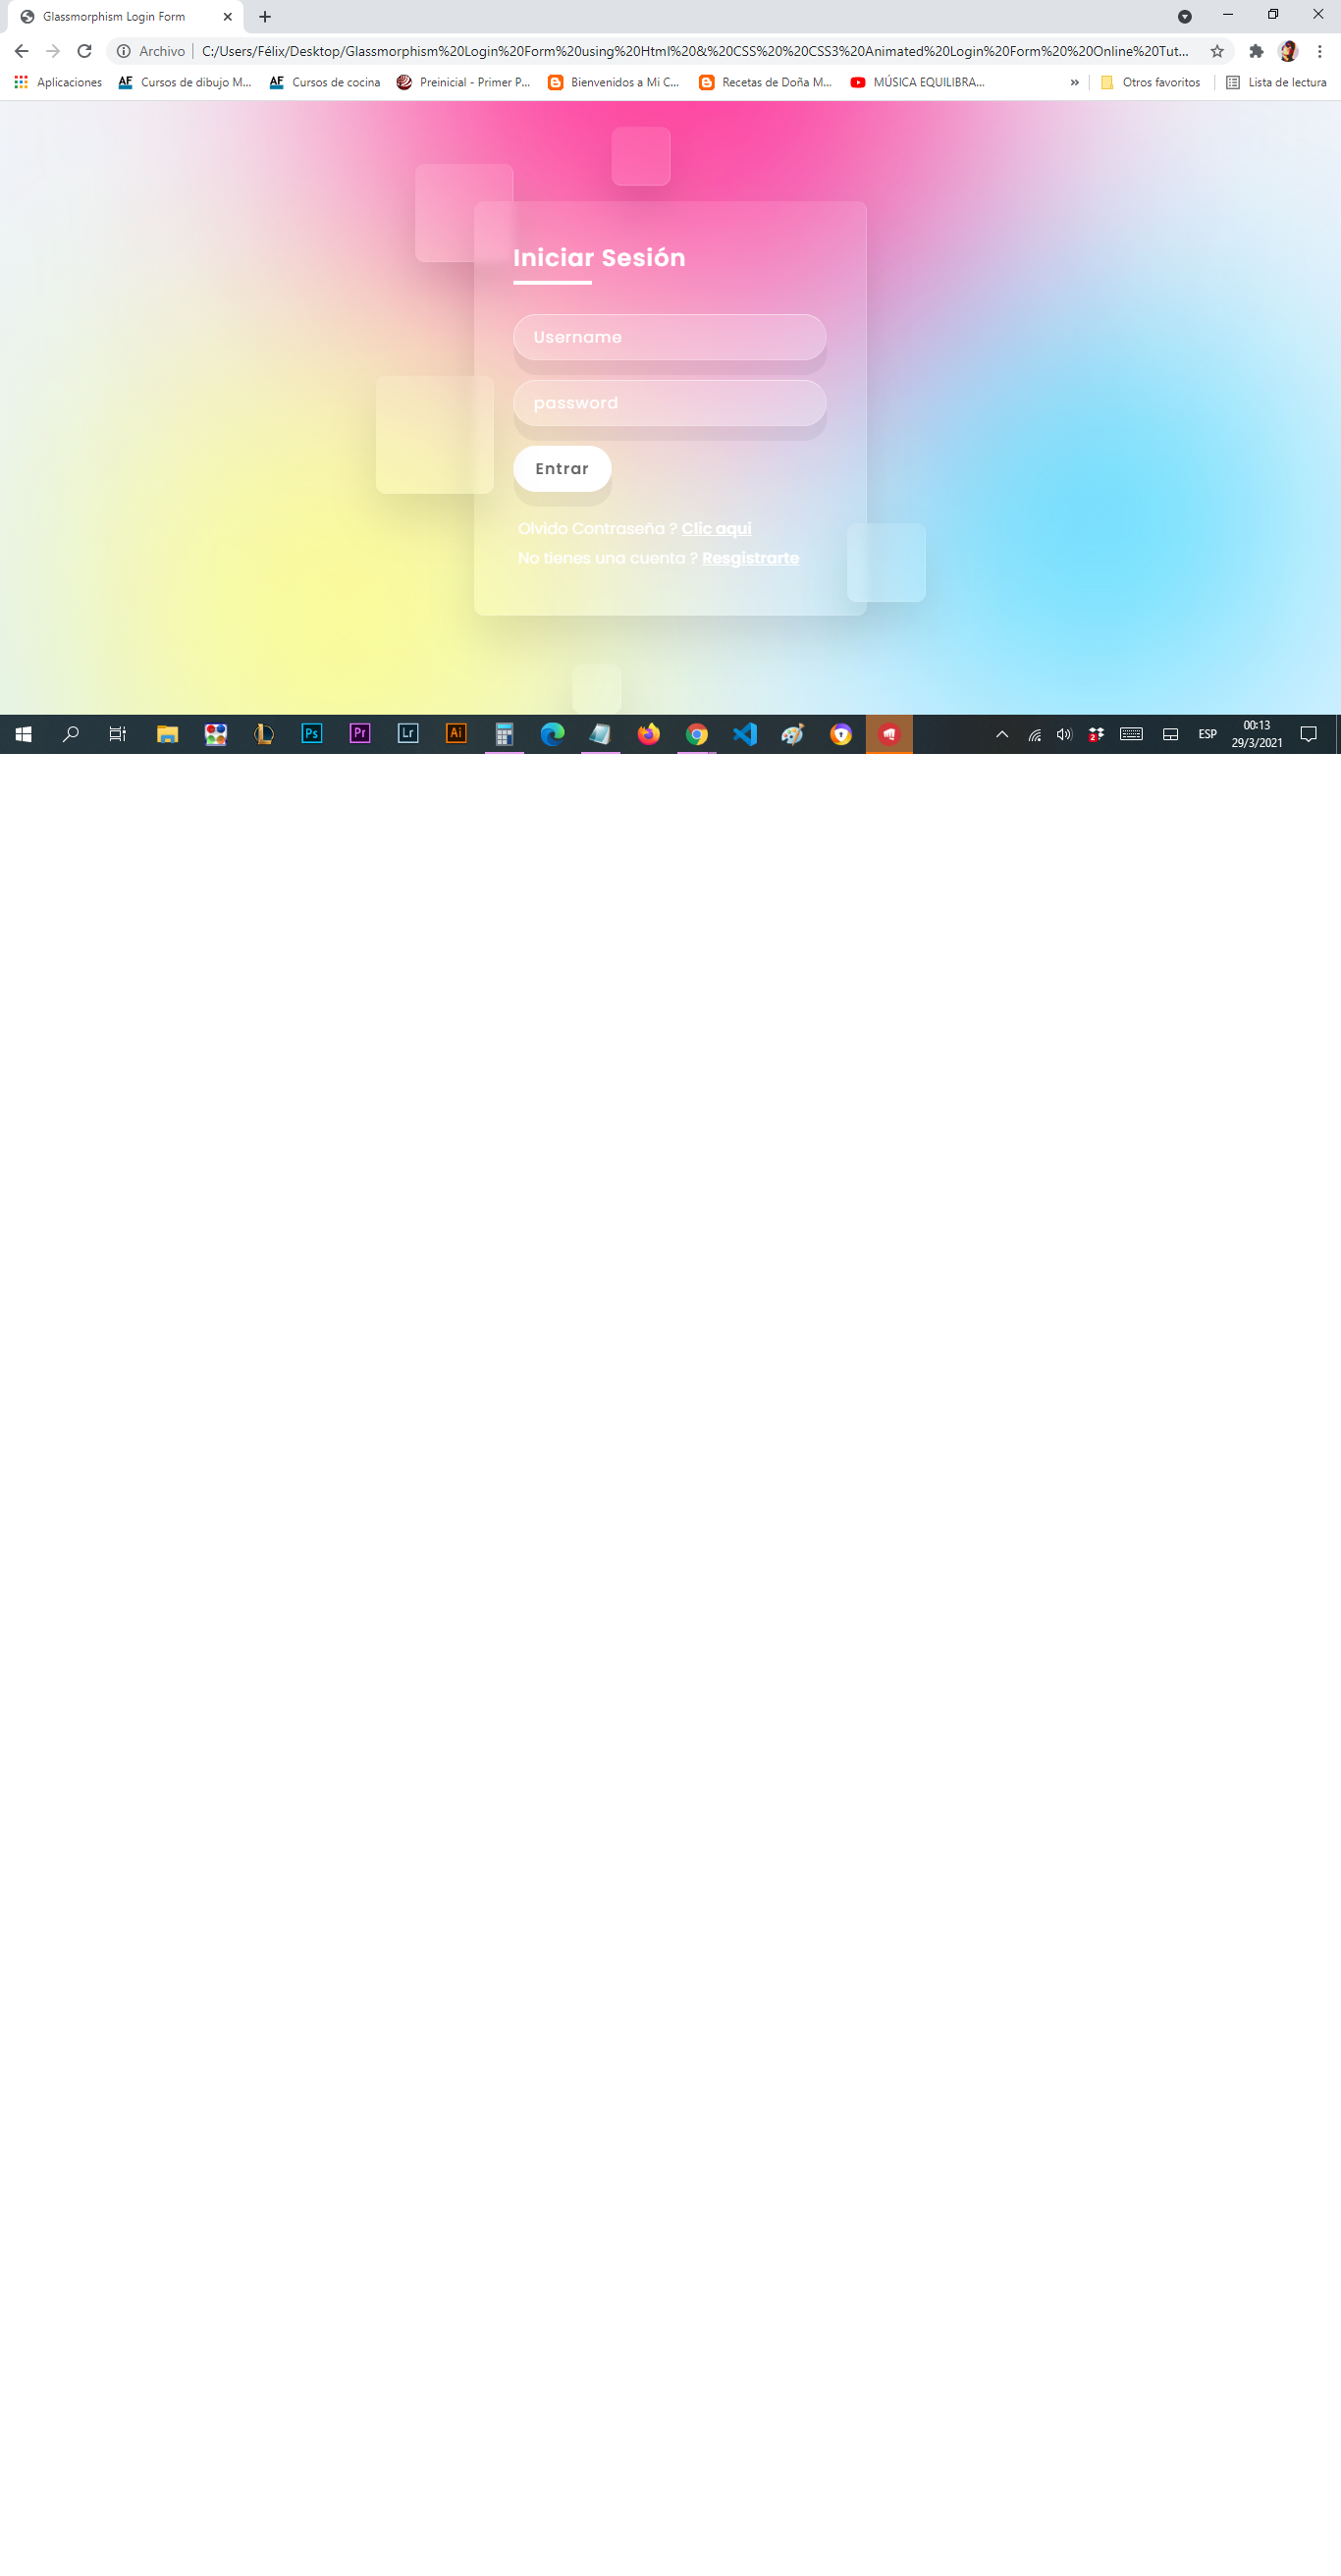 Glassmorphism Login Form
Archivo C:/Users/Félix/Desktop/Glassmorphism%20Login%20Form%20using%20Html%20&%20CSS%20%20CSS3%20Animated%20Login%20Form%20%20Online%20Tut...
Aplicaciones AF Cursos de dibujo M... AF Cursos de cocina Preinicial - Primer P... Bienvenidos a Mi C... Recetas de Doña M... MÚSICA EQUILIBRA... » Otros favoritos Lista de lectura
Iniciar Sesión
Username
password
Entrar
Olvido Contraseña ? Clic aqui
No tienes una cuenta ? Resgistrarte
Ps Pr Lr Ai 2 ESP 00:13
29/3/2021